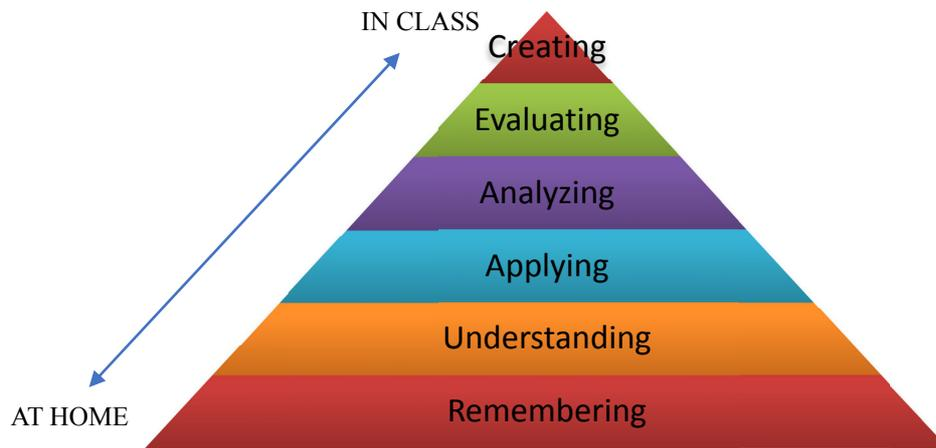 IN CLASS
Creating
Evaluating
Analyzing
Applying
Understanding
Remembering
AT HOME